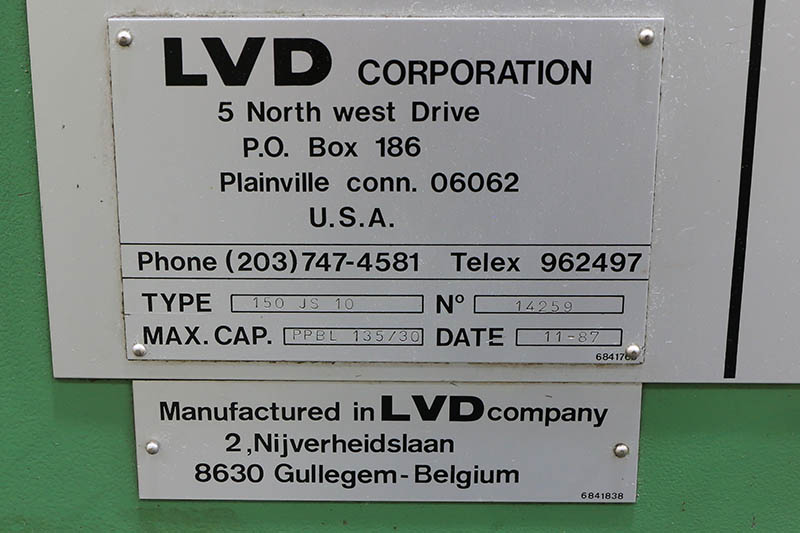 LVD CORPORATION
5 North west Drive
P.O. Box 186
Plainville conn. 06062
U.S.A.
Phone (203) 747-4581 Telex 962497
TYPE 150 JS 10 Nº 14259
MAX. CAP. PPBL 135/30 DATE 11-87
Manufactured in LVD company
2, Nijverheidslaan
8630 Gullegem-Belgium
6841838